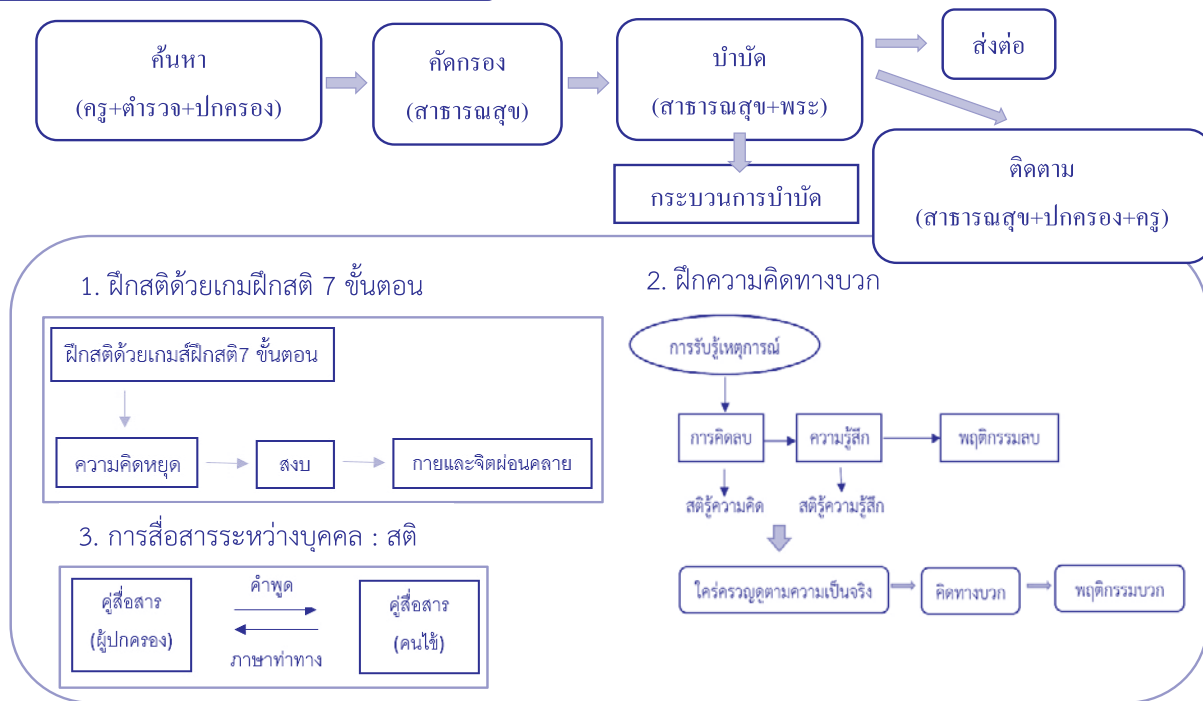 ค้นหา
(ครู+ตำรวจ+ปกครอง)
คัดกรอง
(สาธารณสุข)
บำบัด
(สาธารณสุข+พระ)
ส่งต่อ
ติดตาม
(สาธารณสุข+ปกครอง+ครู)
กระบวนการบำบัด
1. ฝึกสติด้วยเกมฝึกสติ 7 ขั้นตอน
ฝึกสติด้วยเกมส์ฝึกสติ7 ขั้นตอน
ความคิดหยุด
สงบ
กายและจิตผ่อนคลาย
2. ฝึกความคิดทางบวก
การรับรู้เหตุการณ์
การคิดลบ
ความรู้สึก
พฤติกรรมลบ
สติรู้ความคิด
สติรู้ความรู้สึก
ใคร่ครวญดูตามความเป็นจริง
คิดทางบวก
พฤติกรรมบวก
3. การสื่อสารระหว่างบุคคล : สติ
คู่สื่อสาร
(ผู้ปกครอง)
คำพูด
ภาษาท่าทาง
คู่สื่อสาร
(คนไข้)